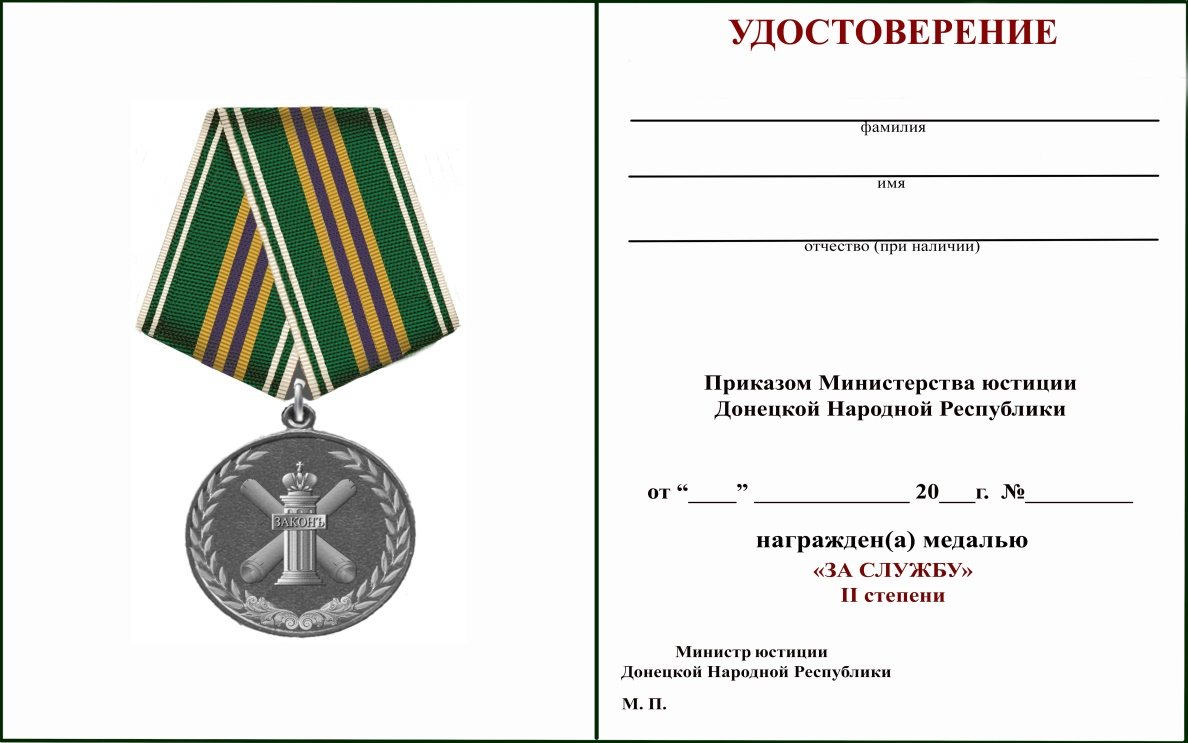 ЗАКОНЪ
УДОСТОВЕРЕНИЕ
фамилия
имя
отчество (при наличии)
Приказом Министерства юстиции
Донецкой Народной Республики
от “____” _____________ 20___г. №_________
награжден(а) медалью
«ЗА СЛУЖБУ»
II степени
Министр юстиции
Донецкой Народной Республики
М. П.